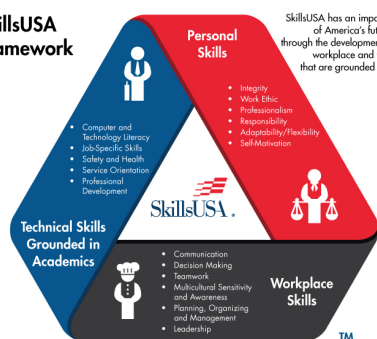 illsUSA
amework
SkillsUSA has an impo
of America's fut
through the development
workplace and
that are grounded
Personal
Skills
• Integrity
• Work Ethic
• Professionalism
• Responsibility
• Adaptability/Flexibility
• Self-Motivation
• Computer and
Technology Literacy
• Job-Specific Skills
• Safety and Health
• Service Orientation
• Professional
Development
SkillsUSA®
Technical Skills
Grounded in
Academics
• Communication
• Decision Making
• Teamwork
• Multicultural Sensitivity
and Awareness
• Planning, Organizing
and Management
• Leadership
Workplace
Skills
TM